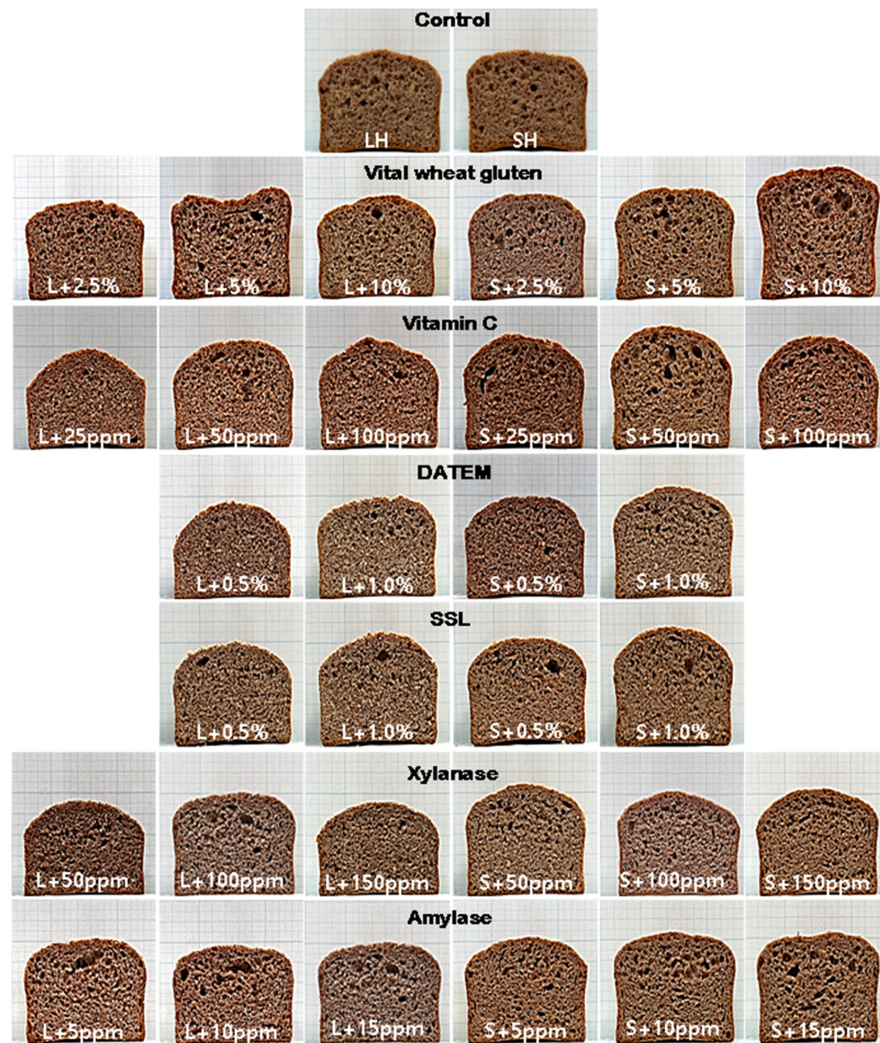 Control
LH SH
Vital wheat gluten
L+2.5% L+5% L+10% S+2.5% S+5% S+10%
Vitamin C
L+25ppm L+50ppm L+100ppm S+25ppm S+50ppm S+100ppm
DATEM
L+0.5% L+1.0% S+0.5% S+1.0%
SSL
L+0.5% L+1.0% S+0.5% S+1.0%
Xylanase
L+50ppm L+100ppm L+150ppm S+50ppm S+100ppm S+150ppm
Amylase
L+5ppm L+10ppm L+15ppm S+5ppm S+10ppm S+15ppm